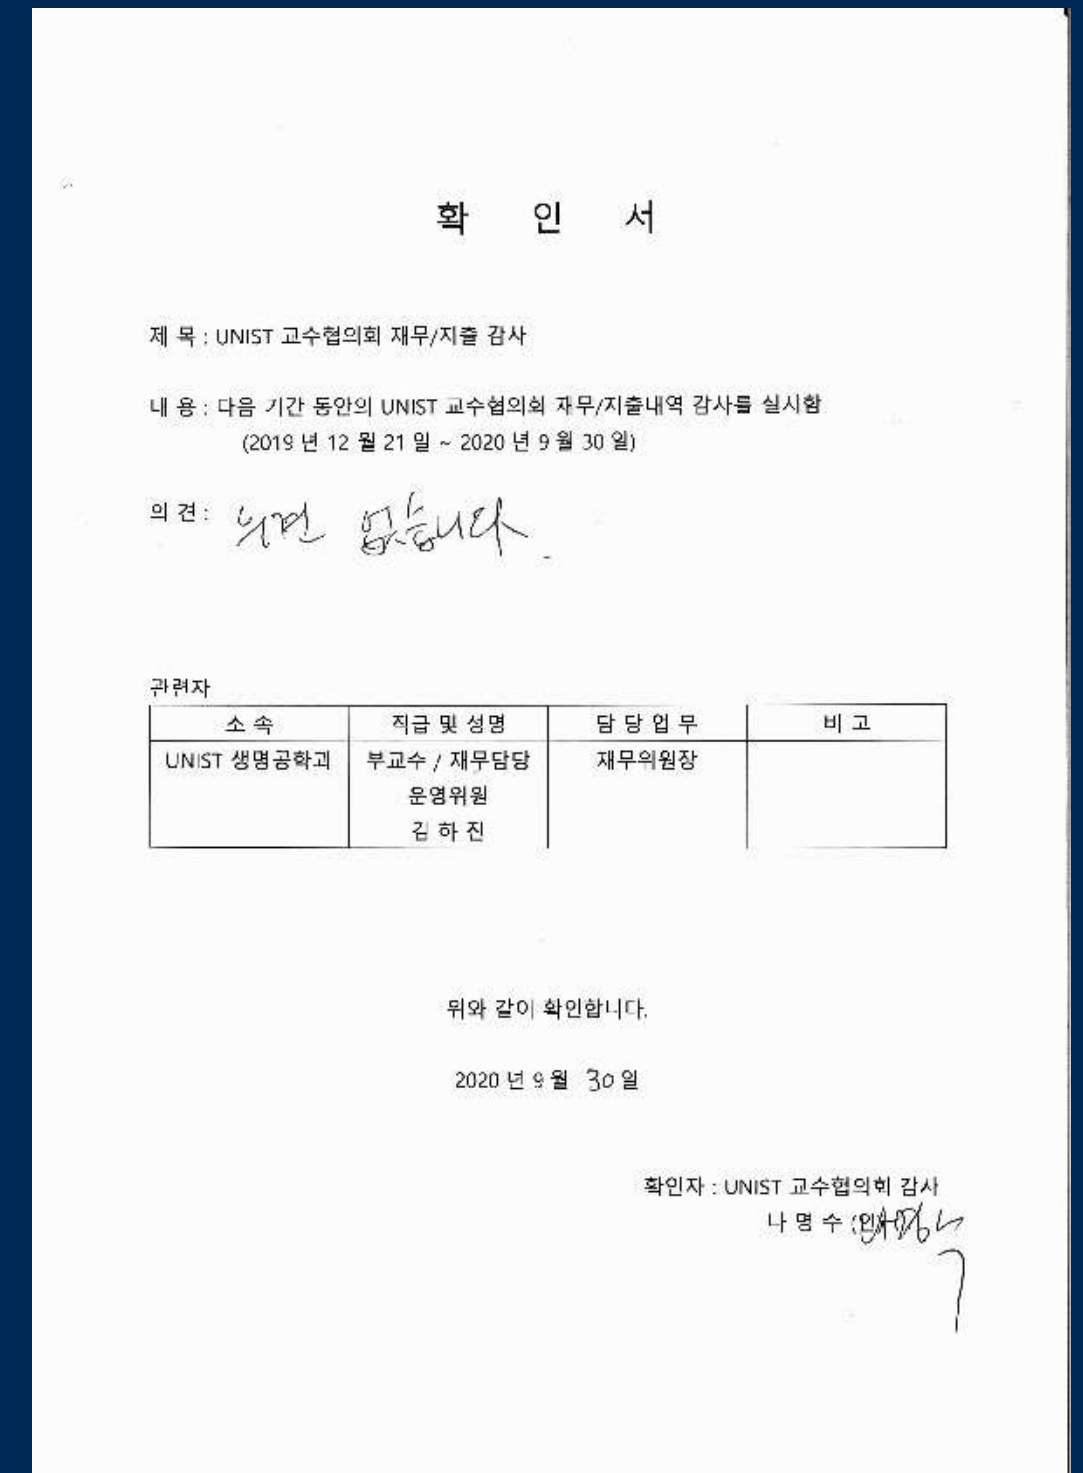 확 인 서
제 목 : UNIST 교수협의회 재무/지출 감사
내 용 : 다음 기간 동안의 UNIST 교수협의회 재무/지출내역 감사를 실시함
(2019 년 12 월 21 일 ~ 2020 년 9 월 30 일)
의 견 : 의견 없습니다.
관련자
소 속 직급 및 성명 담 당 업 무 비 고
UNIST 생명공학과 부교수 / 재무담당 재무위원장
운영위원
김 하 진
위와 같이 확인합니다.
2020 년 9 월 30 일
확인자 : UNIST 교수협의회 감사
나 명 수 (인)